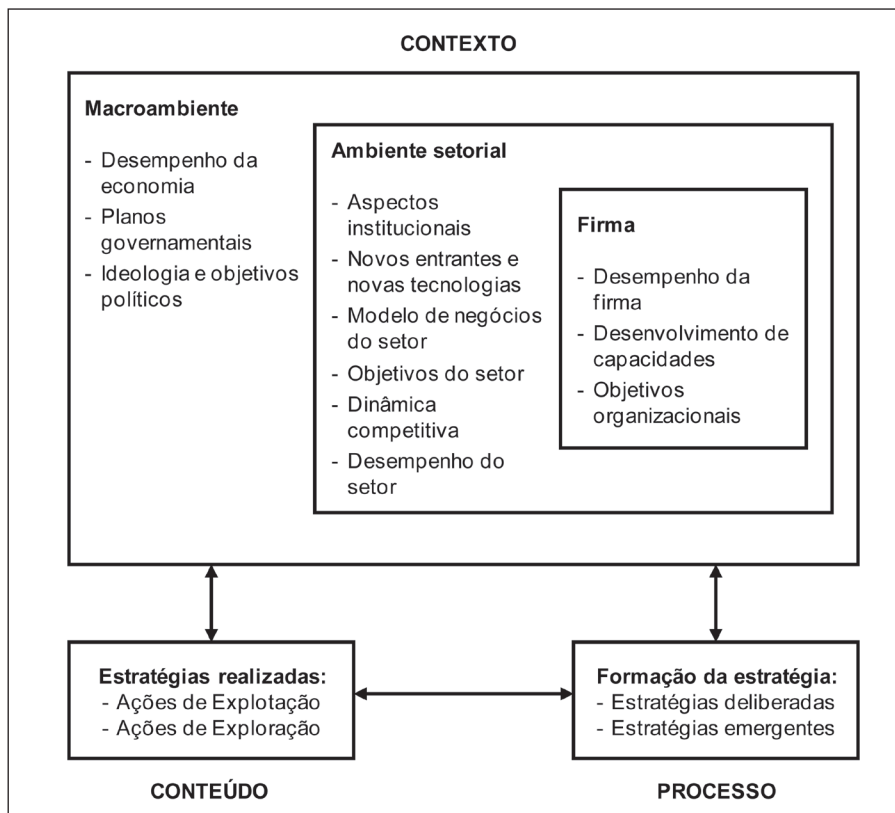 CONTEXTO
Macroambiente
- Desempenho da
economia
- Planos
governamentais
- Ideologia e objetivos
políticos
Ambiente setorial
- Aspectos
institucionais
- Novos entrantes e
novas tecnologias
- Modelo de negócios
do setor
- Objetivos do setor
- Dinâmica
competitiva
- Desempenho do
setor
Firma
- Desempenho da
firma
- Desenvolvimento de
capacidades
- Objetivos
organizacionais
Estratégias realizadas:
- Ações de Explotação
- Ações de Exploração
CONTEÚDO
Formação da estratégia:
- Estratégias deliberadas
- Estratégias emergentes
PROCESSO